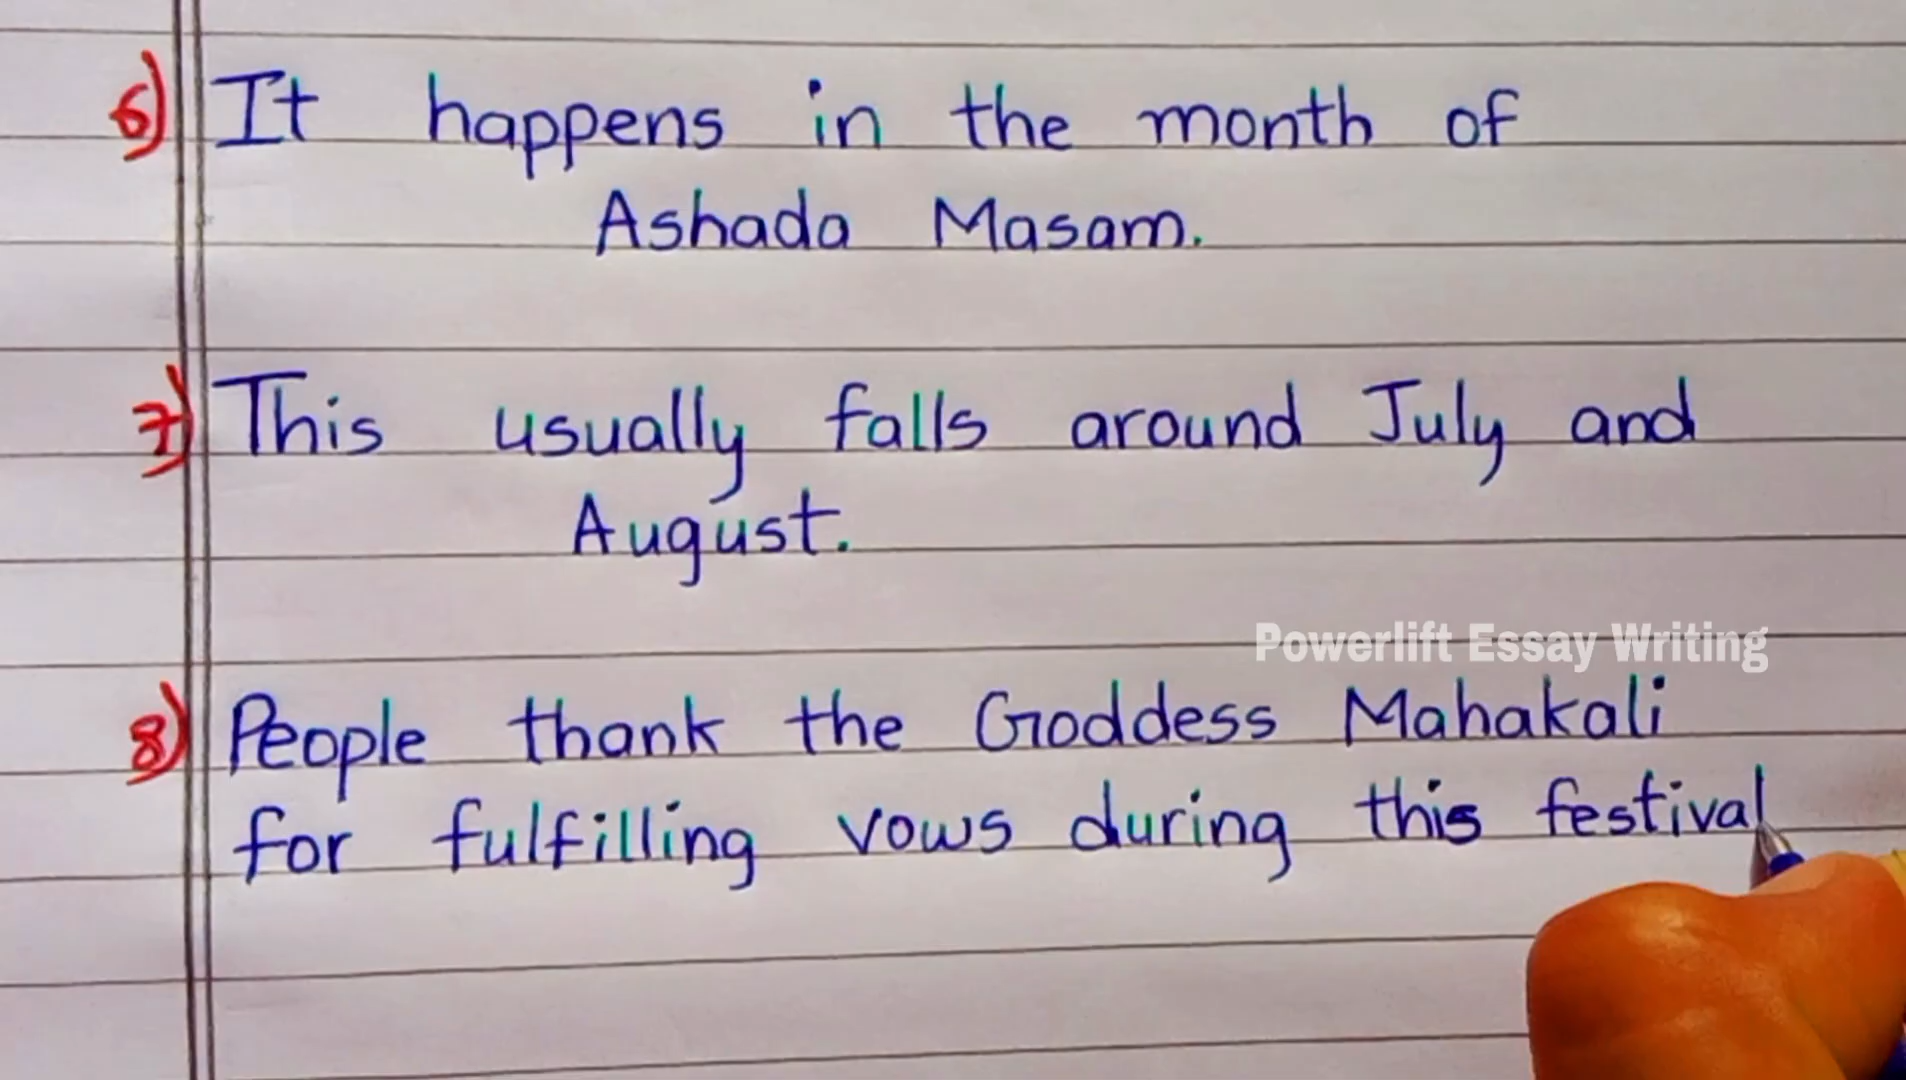 6) It happens in the month of
Ashada Masam.
7) This usually falls around July and
August.
Powerlift Essay Writing
8) People thank the Goddess Mahakali
for fulfilling vows during this festival